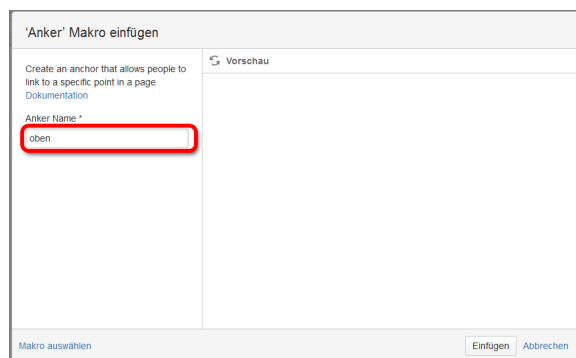 'Anker' Makro einfügen
Create an anchor that allows people to
link to a specific point in a page
Dokumentation
Anker Name *
oben
Vorschau
Makro auswählen
Einfügen Abbrechen